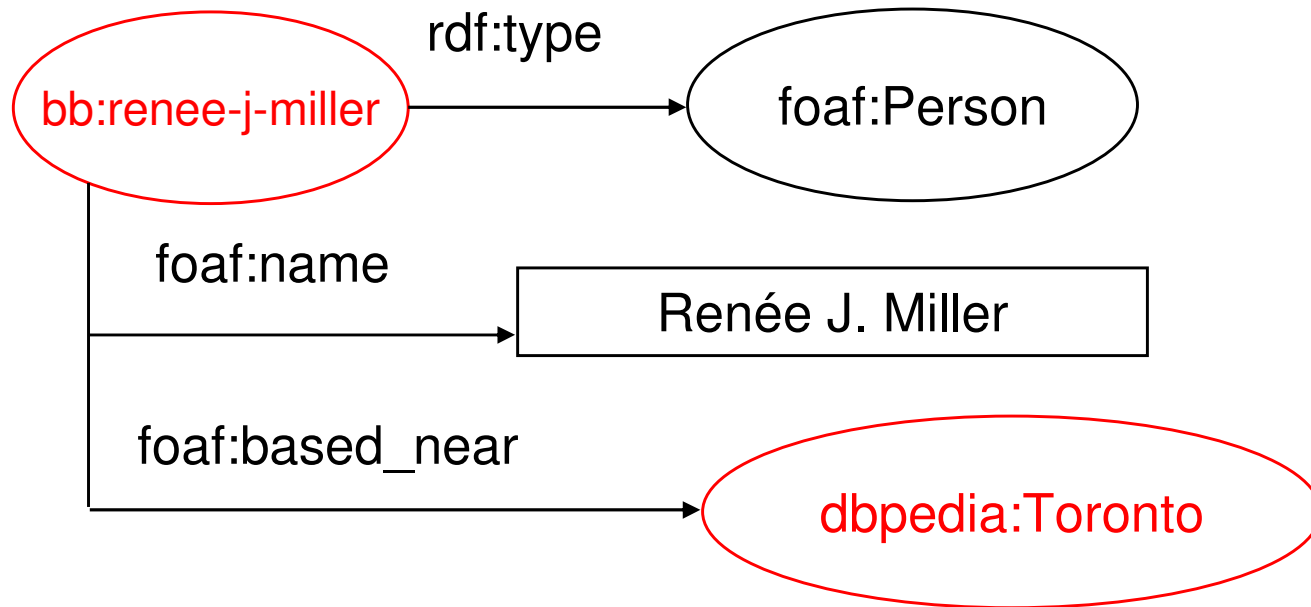 rdf:type
bb:renee-j-miller
foaf:Person
foaf:name
Renée J. Miller
foaf:based_near
dbpedia:Toronto